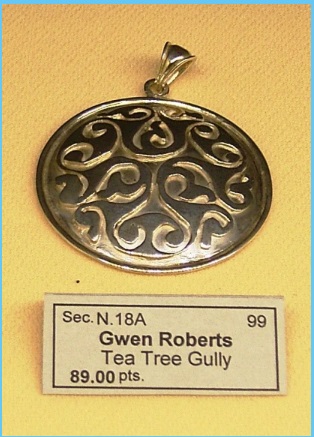 Sec. N.18A 99
Gwen Roberts
Tea Tree Gully
89.00 pts.